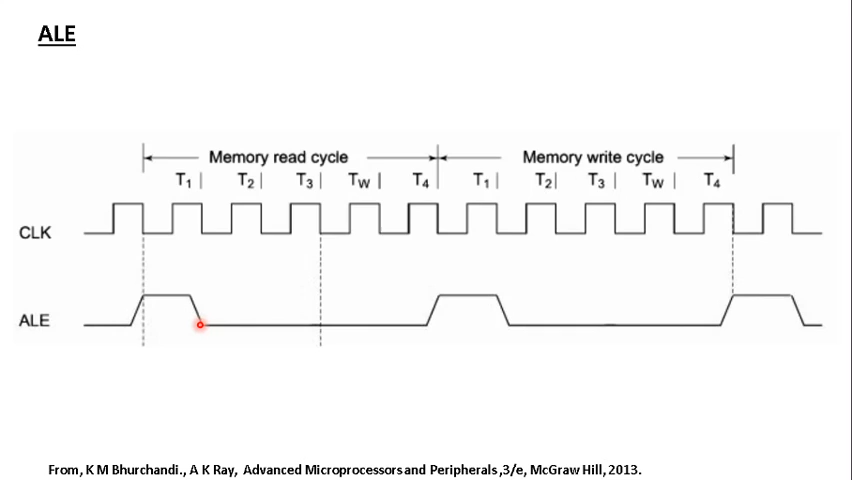 ALE
Memory read cycle Memory write cycle
T1 T2 T3 TW T4 T1 T2 T3 TW T4
CLK
ALE
From, K M Bhurchandi., A K Ray, Advanced Microprocessors and Peripherals ,3/e, McGraw Hill, 2013.